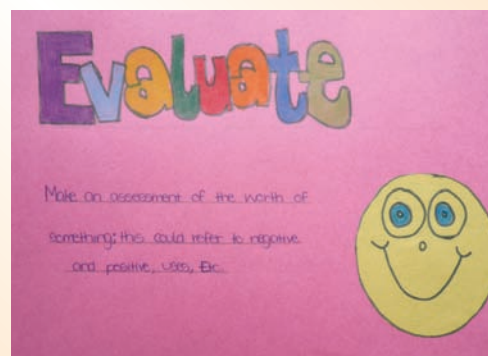 Evaluate
Make an assessment of the worth of
something; this could refer to negative
and positive, uses, Etc.